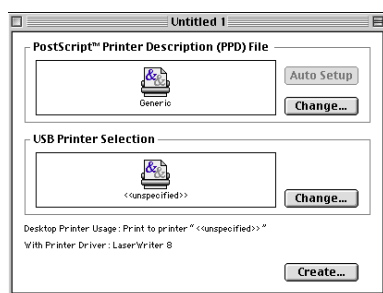 Untitled 1
PostScript™ Printer Description (PPD) File
Auto Setup
Generic
Change...
USB Printer Selection
<<unspecified>>
Change...
Desktop Printer Usage: Print to printer "<<unspecified>>"
With Printer Driver: LaserWriter 8
Create...